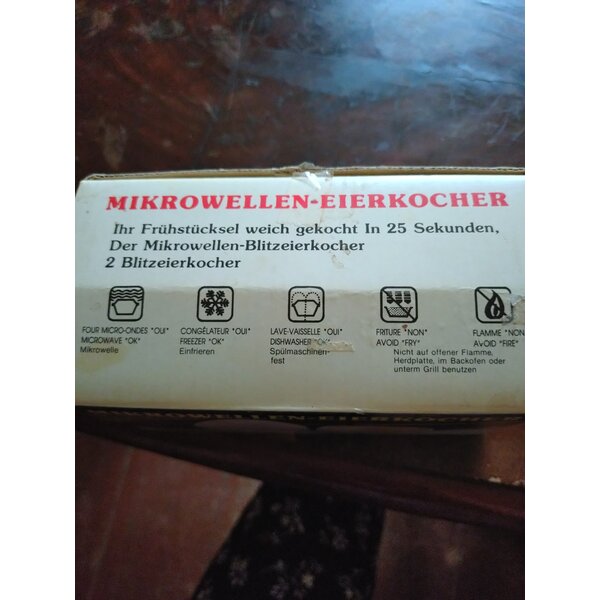 MIKROWELLEN-EIERKOCHER
Ihr Frühstücksel weich gekocht In 25 Sekunden,
Der Mikrowellen-Blitzeierkocher
2 Blitzeierkocher
FOUR MICRO-ONDES "OUI"
MICROWAVE "OK"
Mikrowelle
CONGÉLATEUR "OUI"
FREEZER "OK"
Einfrieren
LAVE-VAISSELLE "OUI"
DISHWASHER "OK"
Spülmaschinen-
fest
FRITURE "NON"
AVOID "FRY"
FLAMME "NON
AVOID "FIRE"
Nicht auf offener Flamme,
Herdplatte, im Backofen oder
unterm Grill benutzen
MIKROWELLEN-EIERKOCHER